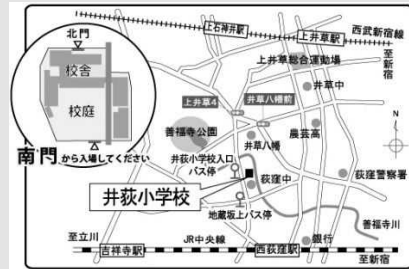 北門
校舎
校庭
南門から入場してください
上石神井駅
上井草駅
西武新宿線
至新宿
上井草総合運動場
井草中
上井草4
井草八幡前
善福寺公園
井草八幡
農芸高
N
井荻小学校入口
バス停
井荻小学校
荻窪中
荻窪警察署
地蔵坂上バス停
善福寺川
至立川
JR中央線
銀行
吉祥寺駅
西荻窪駅
至新宿